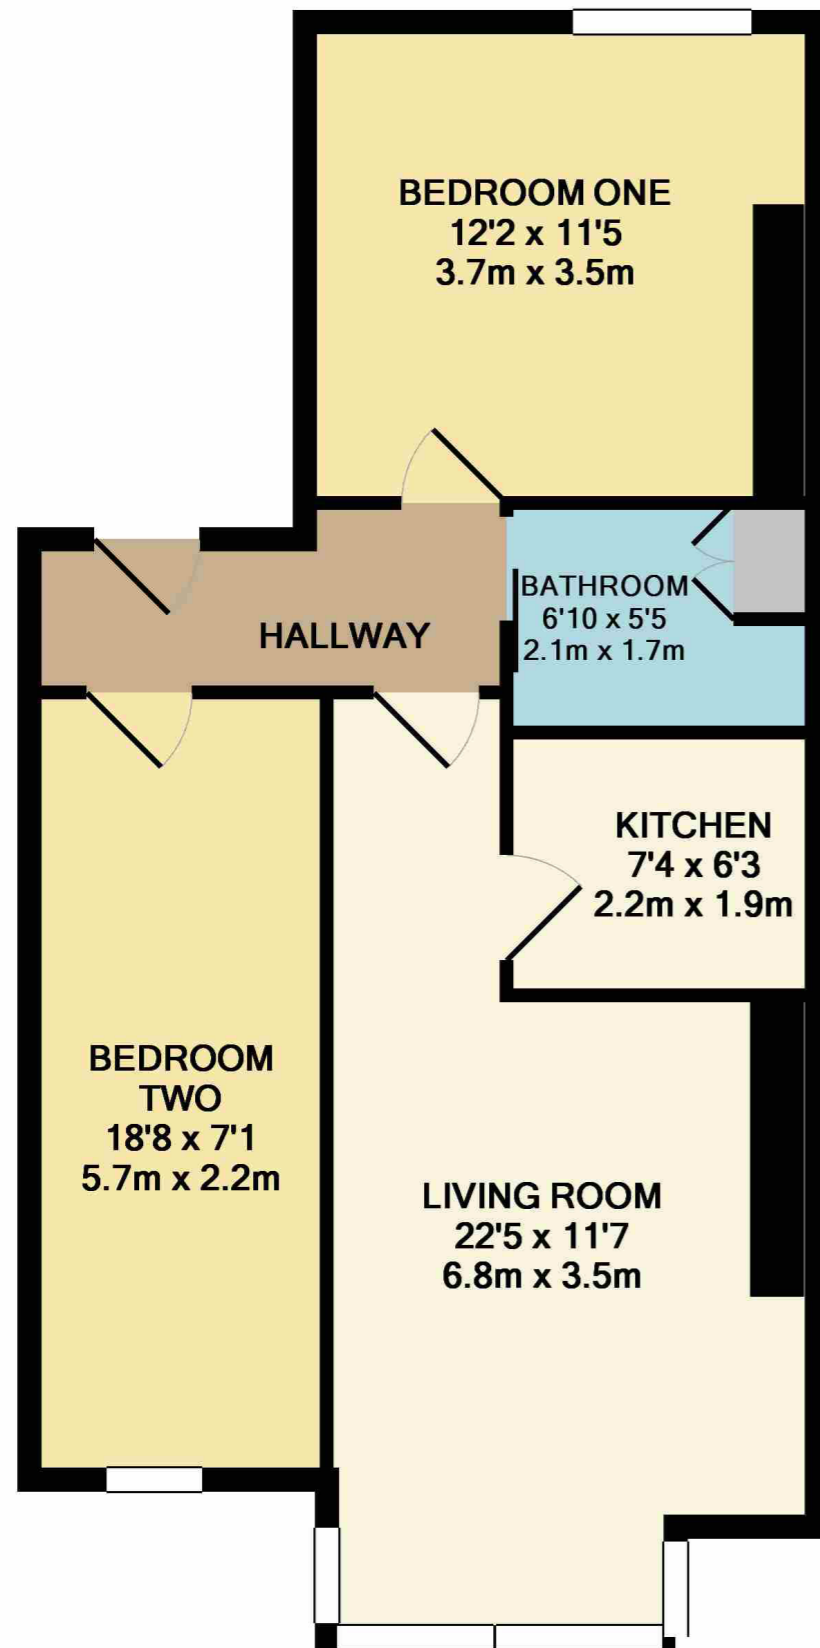 BEDROOM ONE
12'2 x 11'5
3.7m x 3.5m
BATHROOM
6'10 x 5'5
2.1m x 1.7m
HALLWAY
KITCHEN
7'4 x 6'3
2.2m x 1.9m
BEDROOM
TWO
18'8 x 7'1
5.7m x 2.2m
LIVING ROOM
22'5 x 11'7
6.8m x 3.5m